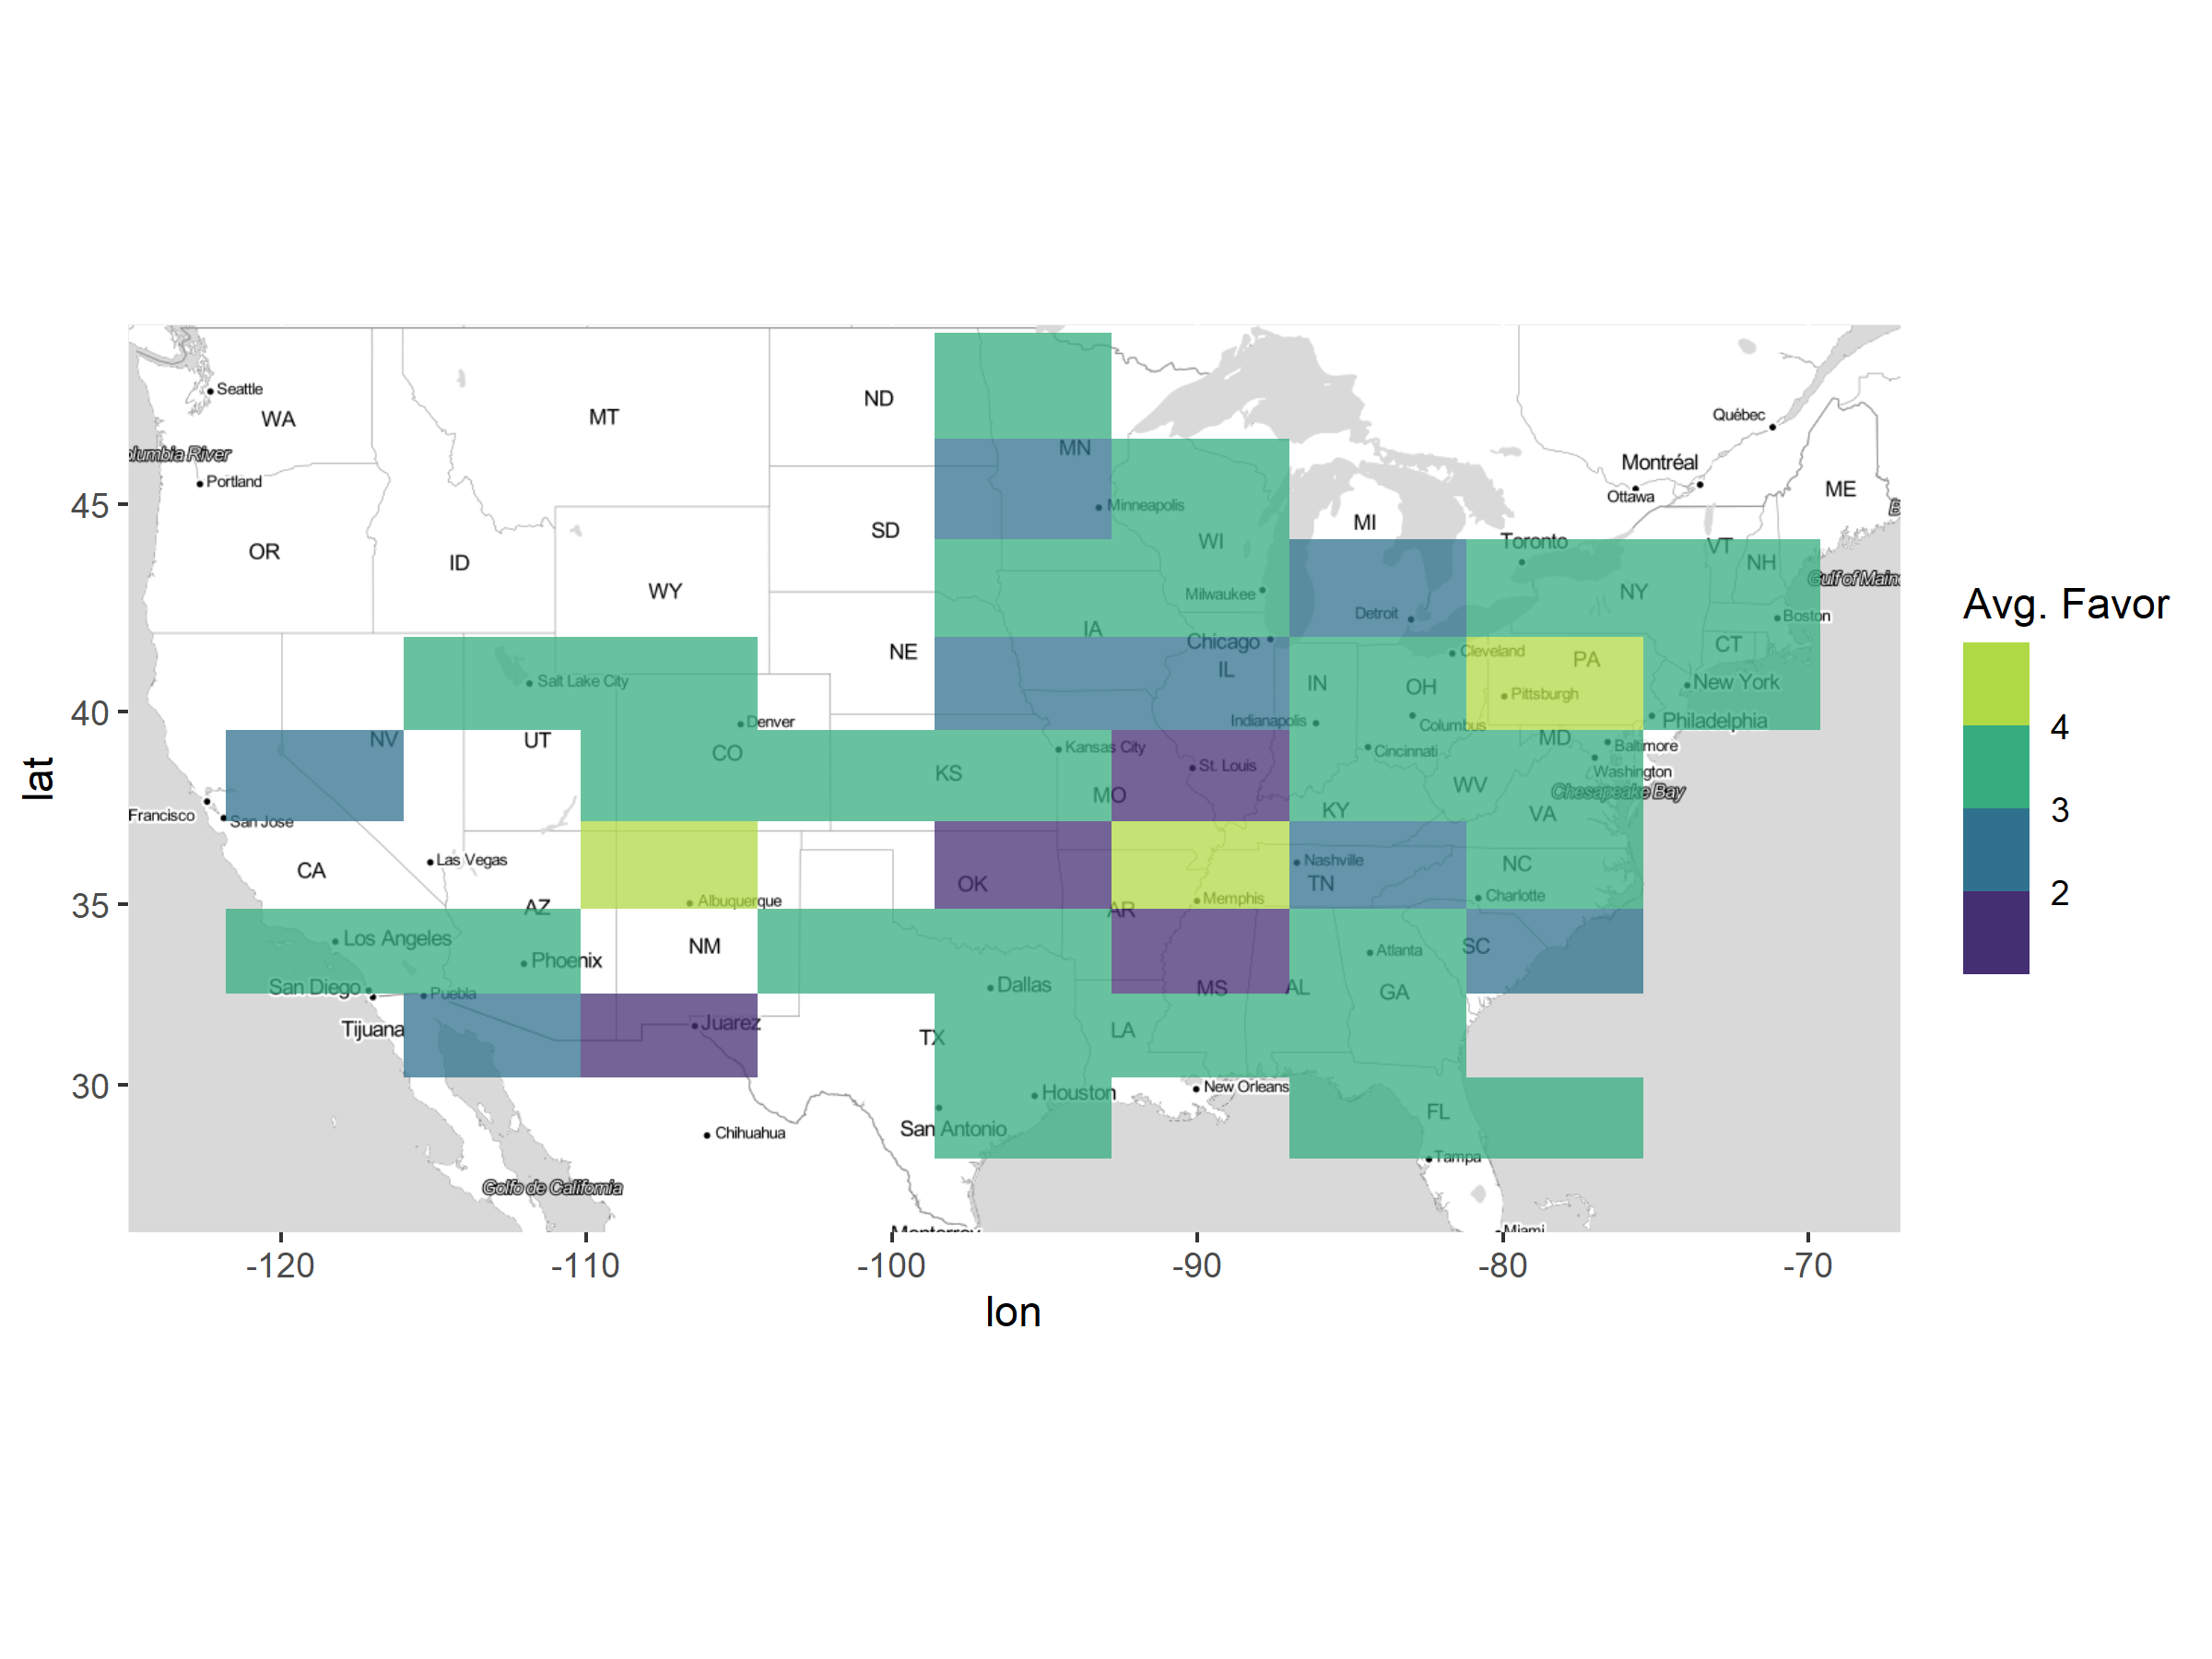 Seattle
WA
MT
ND
Québec
MN
lumbia River
Portland
Montréal
Ottawa
ME
45
Minneapolis
SD
MI
Toronto
VT
OR
ID
WI
NH
Gulf of Main
WY
Milwaukee
NY
Avg. Favor
Detroit
Boston
IA
Chicago
CT
NE
Cleveland
PA
IL
Salt Lake City
IN
OH
New York
Pittsburgh
40
Denver
Indianapolis
Columbus
Philadelphia
4
NV
UT
CO
Kansas City
Cincinnati
MD
Baltimore
KS
St. Louis
Washington
lat
WV
Chesapeake Bay
MO
KY
VA
3
Francisco
San Jose
Las Vegas
Nashville
NC
CA
OK
TN
2
35
AZ
Albuquerque
AR
Memphis
Charlotte
Los Angeles
NM
Atlanta
SC
Phoenix
San Diego
Puebla
Dallas
MS
AL
GA
Tijuana
Juarez
TX
LA
30
New Orleans
Houston
FL
San Antonio
Chihuahua
Tampa
Golfo de California
Monterrey
Miami
-120
-110
-100
-90
-80
-70
lon